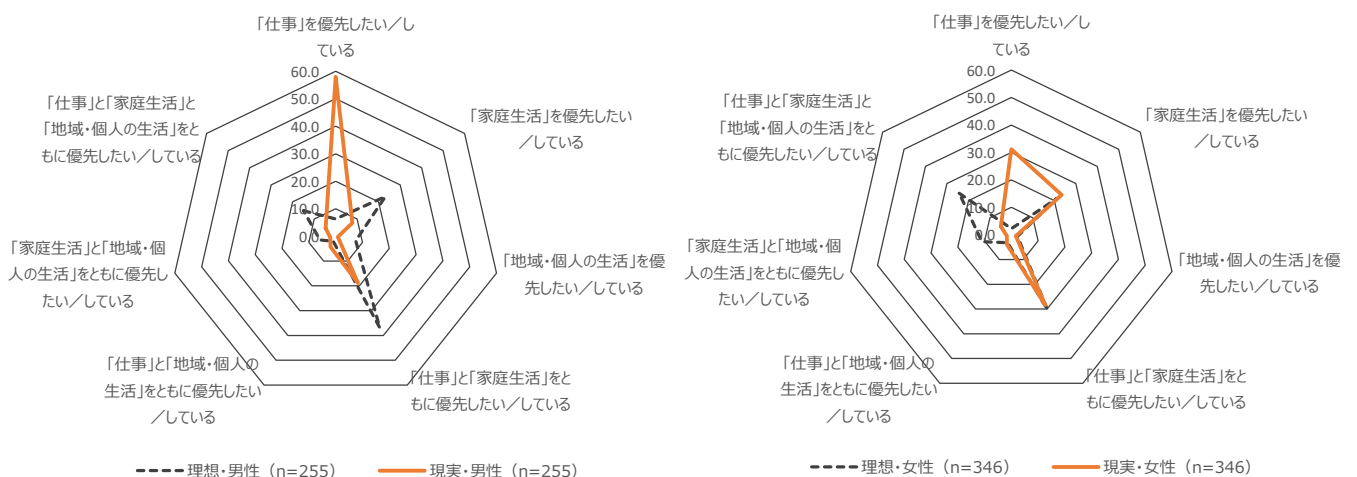 「仕事」を優先したい／し
ている
60.0
50.0
40.0
30.0
20.0
10.0
0.0
「家庭生活」を優先したい
／している
「地域・個人の生活」を優
先したい／している
「仕事」と「家庭生活」をと
もに優先したい／している
「仕事」と「地域・個人の
生活」をともに優先したい
／している
「家庭生活」と「地域・個
人の生活」をともに優先し
たい／している
「仕事」と「家庭生活」と
「地域・個人の生活」をと
もに優先したい／している
理想・男性（n=255）
現実・男性（n=255）
「仕事」を優先したい／し
ている
60.0
50.0
40.0
30.0
20.0
10.0
0.0
「家庭生活」を優先したい
／している
「地域・個人の生活」を優
先したい／している
「仕事」と「家庭生活」をと
もに優先したい／している
「仕事」と「地域・個人の
生活」をともに優先したい
／している
「家庭生活」と「地域・個
人の生活」をともに優先し
たい／している
「仕事」と「家庭生活」と
「地域・個人の生活」をと
もに優先したい／している
理想・女性（n=346）
現実・女性（n=346）